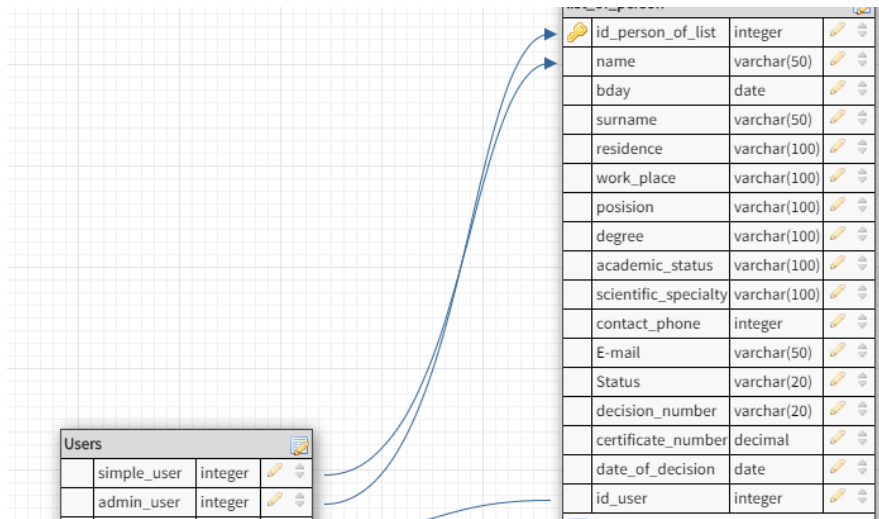 id_person_of_list integer
name varchar(50)
bday date
surname varchar(50)
residence varchar(100)
work_place varchar(100)
posision varchar(100)
degree varchar(100)
academic_status varchar(100)
scientific_specialty varchar(100)
contact_phone integer
E-mail varchar(50)
Status varchar(20)
decision_number varchar(20)
certificate_number decimal
date_of_decision date
id_user integer
Users
simple_user integer
admin_user integer